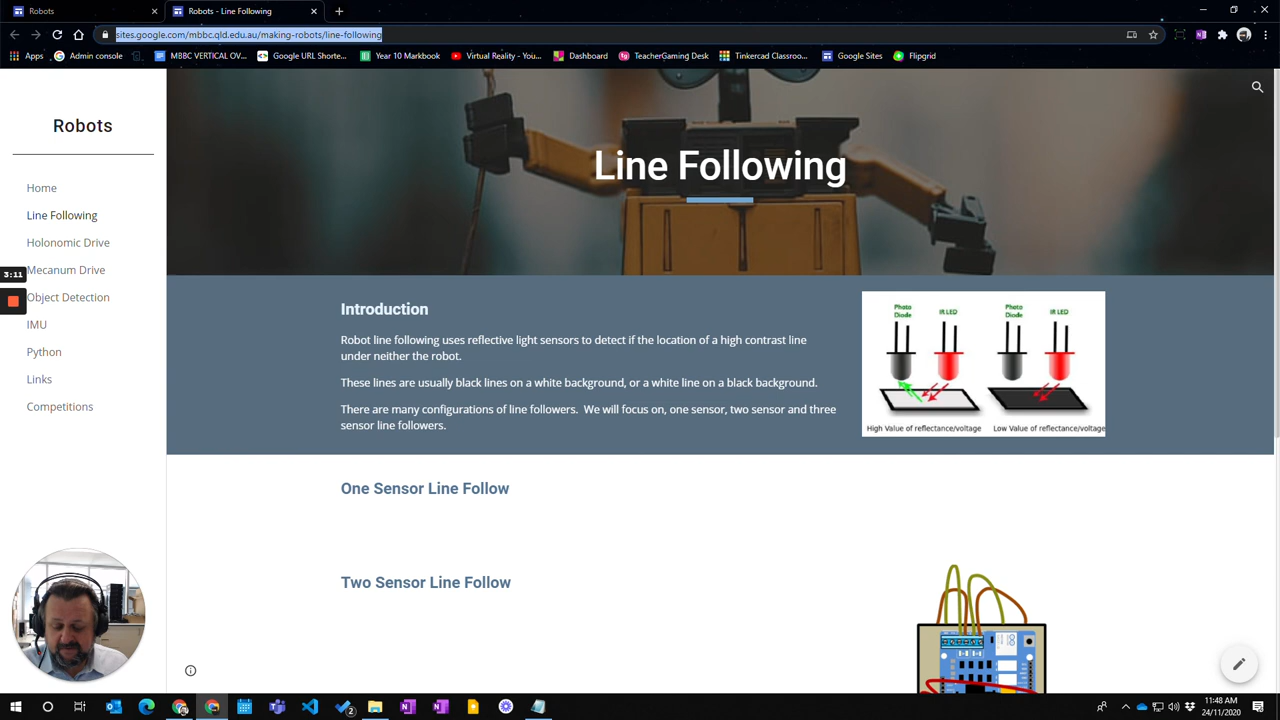 Robots
Robots - Line Following
sites.google.com/mbbc.qld.edu.au/making-robots/line-following
Apps
Admin console
MBBC VERTICAL OV...
Google URL Shorte...
Year 10 Markbook
Virtual Reality - You...
Dashboard
TeacherGaming Desk
Tinkercad Classroo...
Google Sites
Flipgrid
Robots
Home
Line Following
Holonomic Drive
Mecanum Drive
Object Detection
IMU
Python
Links
Competitions
3:11
Line Following
Introduction
Robot line following uses reflective light sensors to detect if the location of a high contrast line
under neither the robot.
These lines are usually black lines on a white background, or a white line on a black background.
There are many configurations of line followers. We will focus on, one sensor, two sensor and three
sensor line followers.
Photo
Diode
IR LED
Photo
Diode
IR LED
High Value of reflectance/voltage
Low Value of reflectance/voltage
One Sensor Line Follow
Two Sensor Line Follow
11:48 AM
24/11/2020